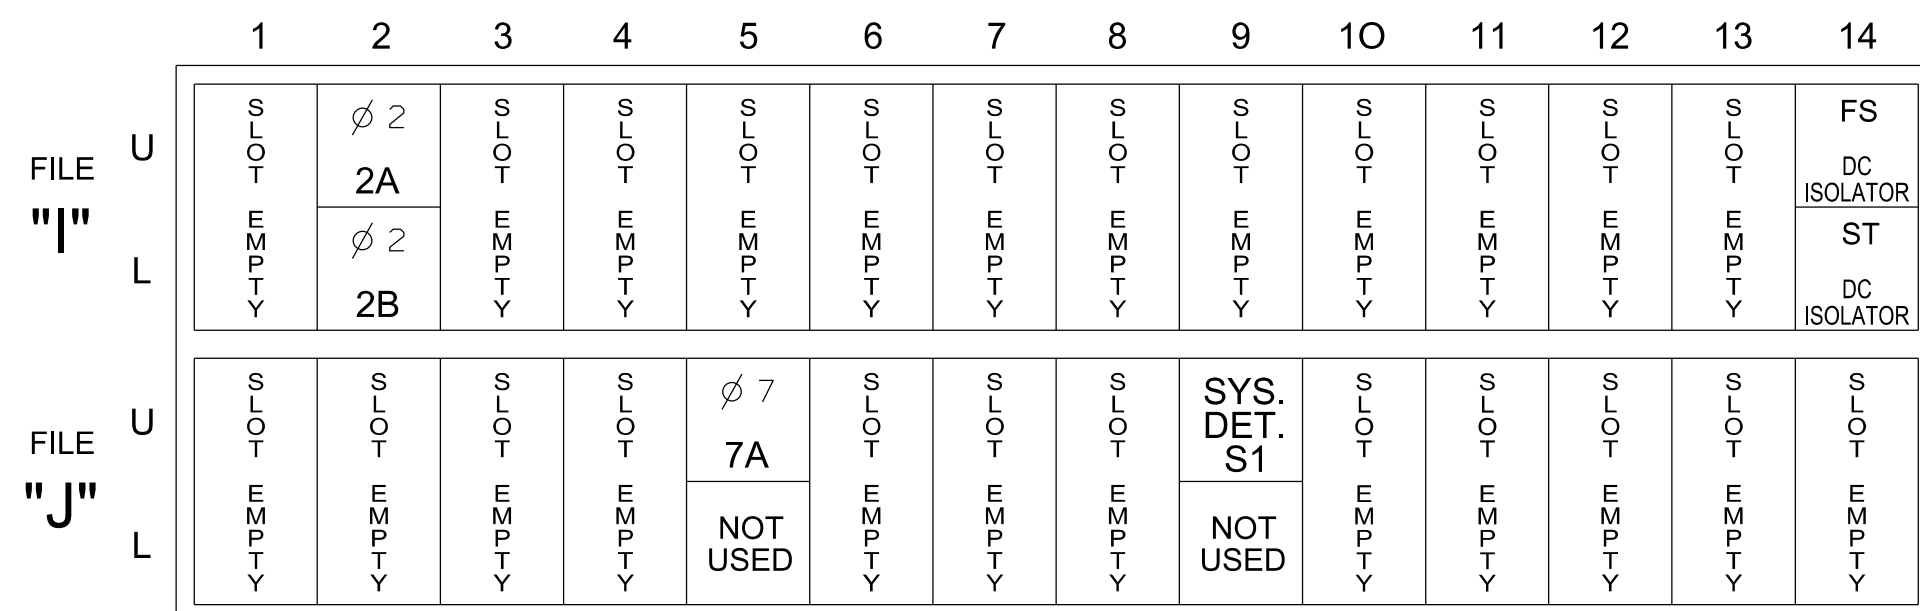 1 2 3 4 5 6 7 8 9 10 11 12 13 14
FILE
"I"
U
L
SLOT EMPTY
Ø 2
2A
Ø 2
2B
SLOT EMPTY
SLOT EMPTY
SLOT EMPTY
SLOT EMPTY
SLOT EMPTY
SLOT EMPTY
SLOT EMPTY
SLOT EMPTY
SLOT EMPTY
SLOT EMPTY
SLOT EMPTY
FS
DC
ISOLATOR
ST
DC
ISOLATOR
FILE
"J"
U
L
SLOT EMPTY
SLOT EMPTY
SLOT EMPTY
SLOT EMPTY
Ø 7
7A
NOT
USED
SLOT EMPTY
SLOT EMPTY
SLOT EMPTY
SYS.
DET.
S1
NOT
USED
SLOT EMPTY
SLOT EMPTY
SLOT EMPTY
SLOT EMPTY
SLOT EMPTY